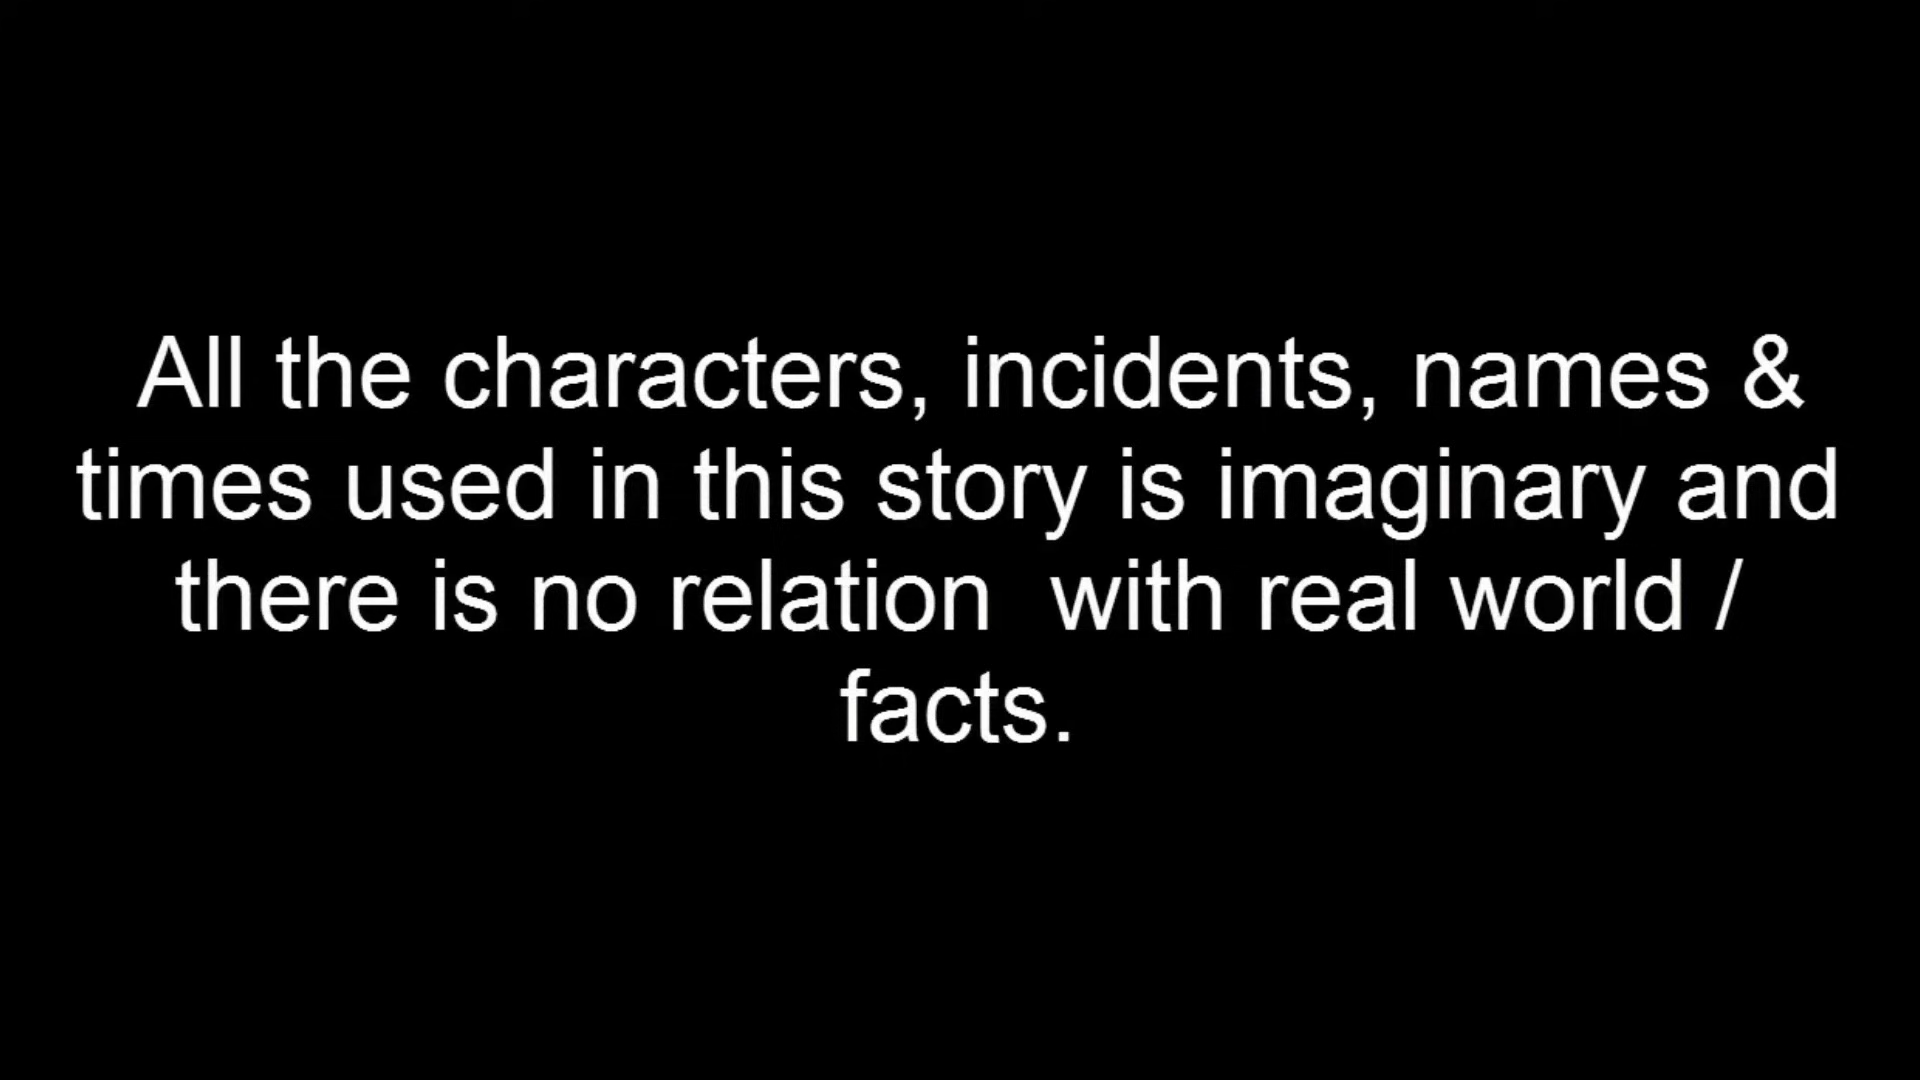 All the characters, incidents, names &
times used in this story is imaginary and
there is no relation  with real world /
facts.